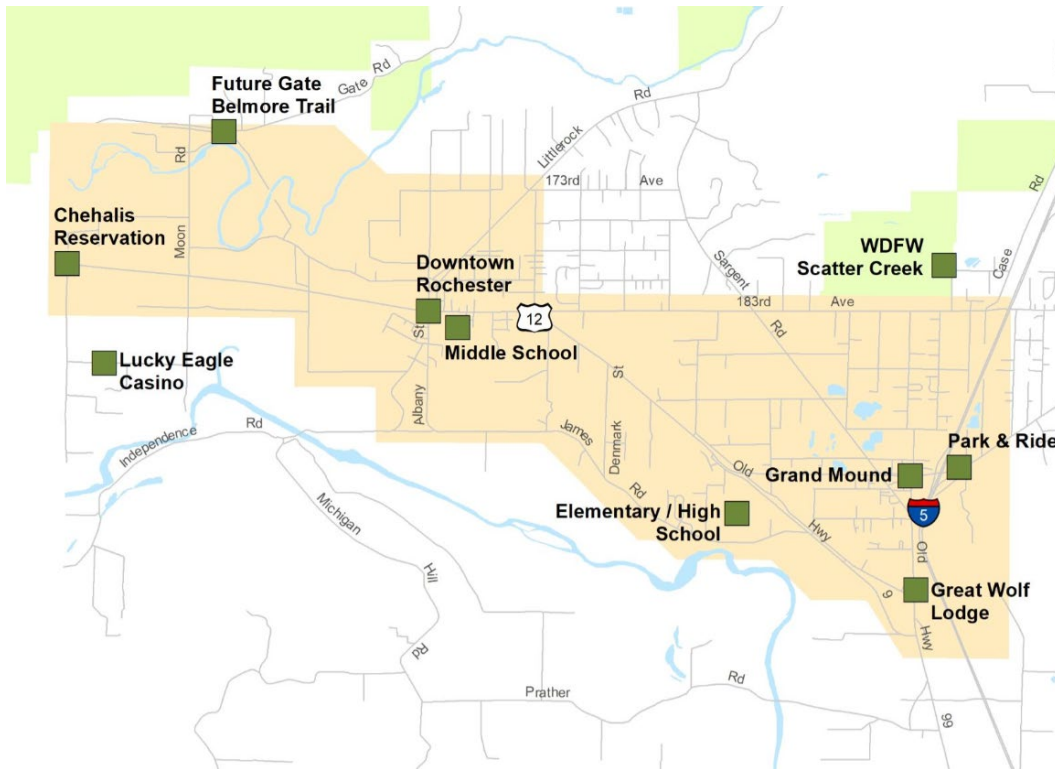 Future Gate
Belmore Trail
Gate Rd
Rd
Littlerock
173rd Ave
Chehalis
Reservation
Moon Rd
Downtown
Rochester
WDFW
Scatter Creek
Case Rd
Sargent Rd
183rd Ave
12
Middle School
Lucky Eagle
Casino
Albany St
Independence Rd
James Rd
Denmark St
Old Hwy 9
Park & Ride
Grand Mound
Elementary / High
School
5
Michigan Hill Rd
Great Wolf
Lodge
Old Hwy 99
Prather Rd